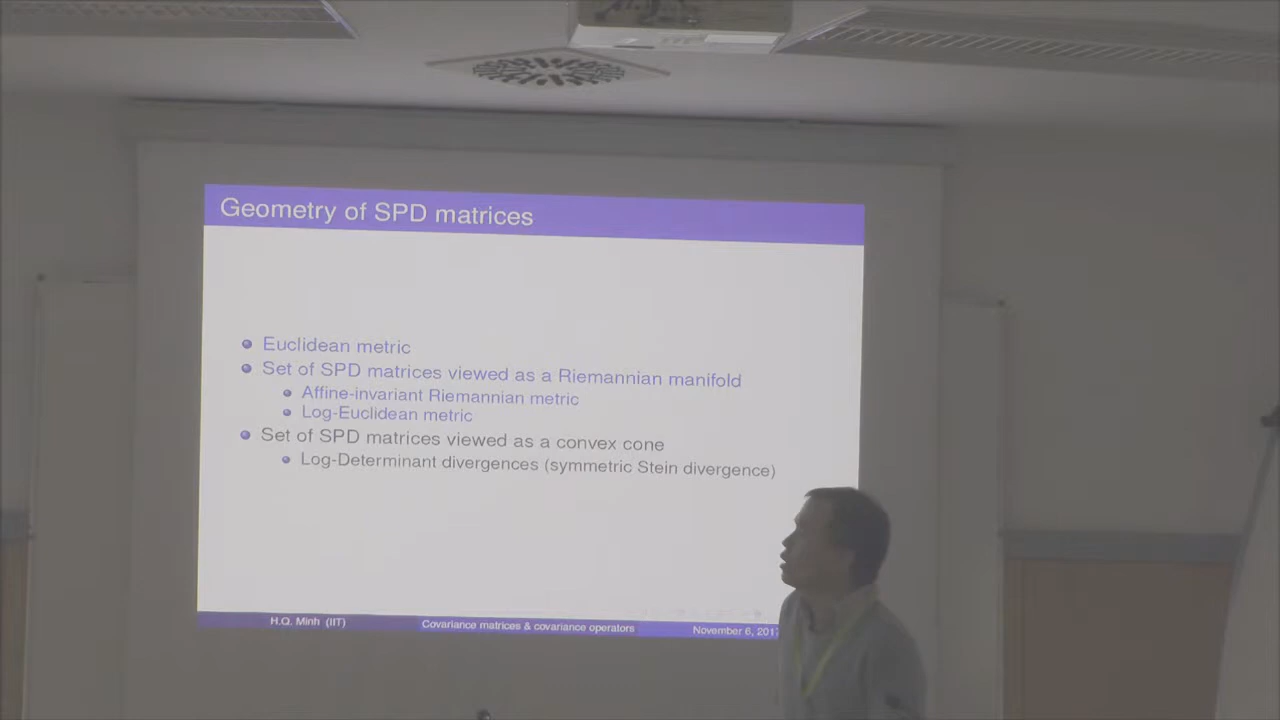 Geometry of SPD matrices
Euclidean metric
Set of SPD matrices viewed as a Riemannian manifold
Affine-invariant Riemannian metric
Log-Euclidean metric
Set of SPD matrices viewed as a convex cone
Log-Determinant divergences (symmetric Stein divergence)
H.Q. Minh (IIT)
Covariance matrices & covariance operators
November 6, 2017